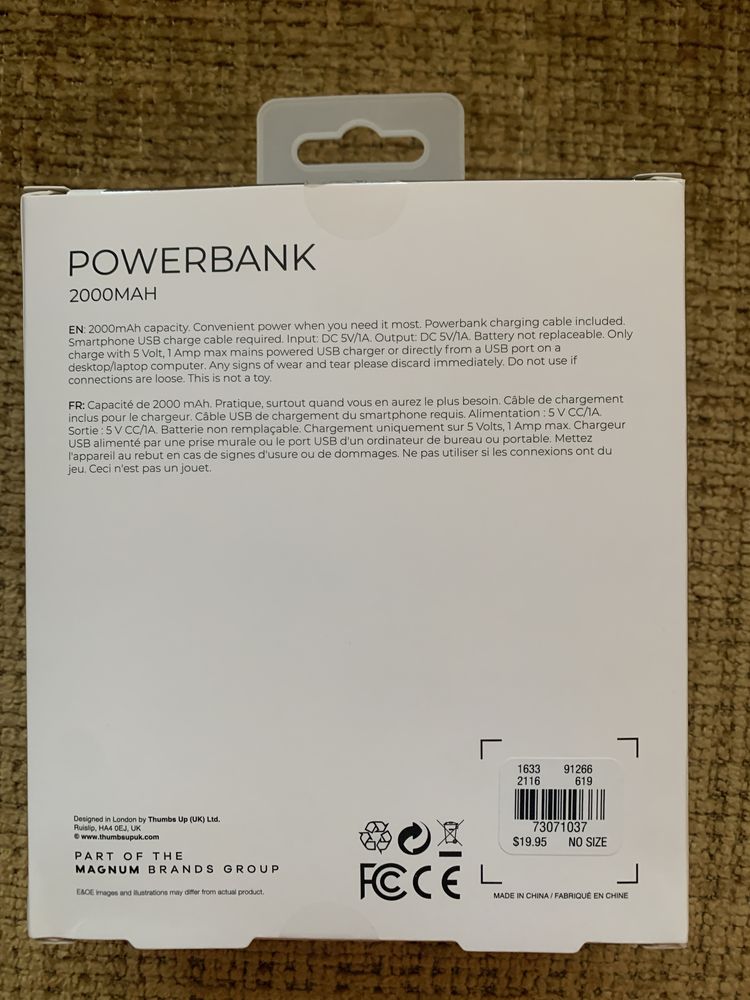 POWERBANK
2000MAH
EN: 2000mAh capacity. Convenient power when you need it most. Powerbank charging cable included.
Smartphone USB charge cable required. Input: DC 5V/1A. Output: DC 5V/1A. Battery not replaceable. Only
charge with 5 Volt, 1 Amp max mains powered USB charger or directly from a USB port on a
desktop/laptop computer. Any signs of wear and tear please discard immediately. Do not use if
connections are loose. This is not a toy.
FR: Capacité de 2000 mAh. Pratique, surtout quand vous en aurez le plus besoin. Câble de chargement
inclus pour le chargeur. Câble USB de chargement du smartphone requis. Alimentation : 5 V CC/1A.
Sortie : 5 V CC/1A. Batterie non remplaçable. Chargement uniquement sur 5 Volts, 1 Amp max. Chargeur
USB alimenté par une prise murale ou le port USB d'un ordinateur de bureau ou portable. Mettez
l'appareil au rebut en cas de signes d'usure ou de dommages. Ne pas utiliser si les connexions ont du
jeu. Ceci n'est pas un jouet.
Designed in London by Thumbs Up (UK) Ltd.
Ruislip, HA4 0EJ, UK
© www.thumbsupuk.com
PART OF THE
MAGNUM BRANDS GROUP
E&OE Images and illustrations may differ from actual product.
FC CE
1633 91266
2116 619
73071037
$19.95 NO SIZE
MADE IN CHINA / FABRIQUÉ EN CHINE